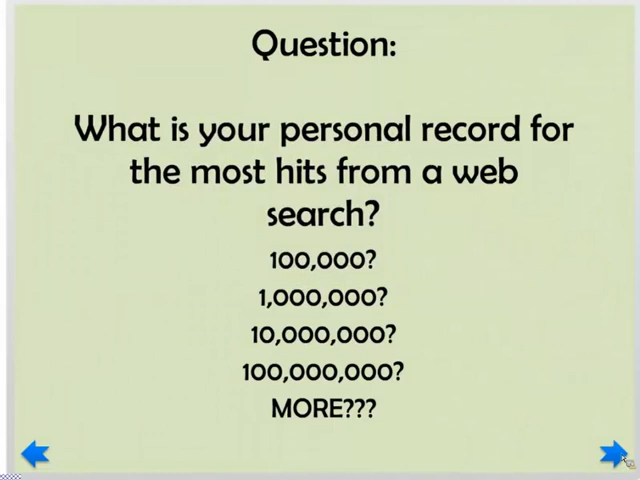 Question:
What is your personal record for
the most hits from a web
search?
100,000?
1,000,000?
10,000,000?
100,000,000?
MORE???